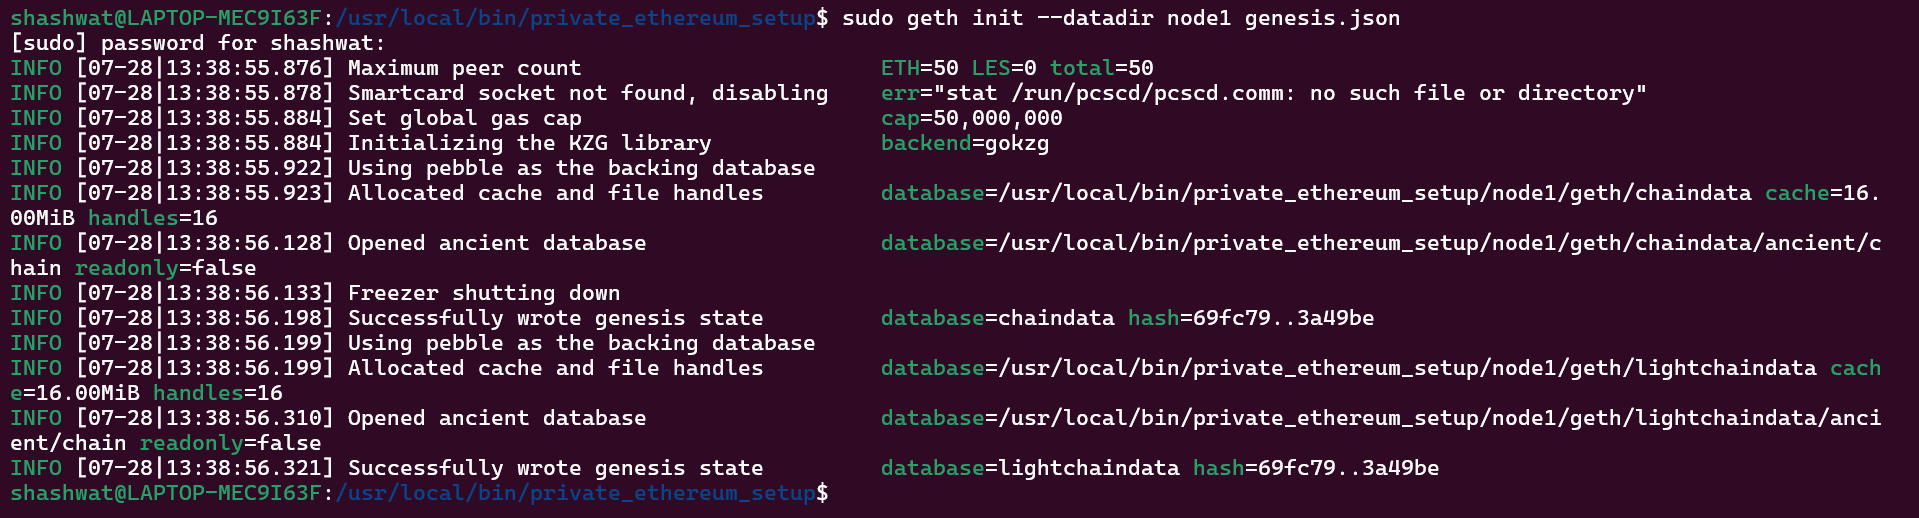 shashwat@LAPTOP-MEC9I63F:/usr/local/bin/private_ethereum_setup$ sudo geth init --datadir node1 genesis.json
[sudo] password for shashwat:
INFO [07-28|13:38:55.876] Maximum peer count                       ETH=50 LES=0 total=50
INFO [07-28|13:38:55.878] Smartcard socket not found, disabling    err="stat /run/pcscd/pcscd.comm: no such file or directory"
INFO [07-28|13:38:55.884] Set global gas cap                       cap=50,000,000
INFO [07-28|13:38:55.884] Initializing the KZG library             backend=gokzg
INFO [07-28|13:38:55.922] Using pebble as the backing database
INFO [07-28|13:38:55.923] Allocated cache and file handles         database=/usr/local/bin/private_ethereum_setup/node1/geth/chaindata cache=16.
00MiB handles=16
INFO [07-28|13:38:56.128] Opened ancient database                  database=/usr/local/bin/private_ethereum_setup/node1/geth/chaindata/ancient/c
hain readonly=false
INFO [07-28|13:38:56.133] Freezer shutting down
INFO [07-28|13:38:56.198] Successfully wrote genesis state         database=chaindata hash=69fc79..3a49be
INFO [07-28|13:38:56.199] Using pebble as the backing database
INFO [07-28|13:38:56.199] Allocated cache and file handles         database=/usr/local/bin/private_ethereum_setup/node1/geth/lightchaindata cach
e=16.00MiB handles=16
INFO [07-28|13:38:56.310] Opened ancient database                  database=/usr/local/bin/private_ethereum_setup/node1/geth/lightchaindata/anci
ent/chain readonly=false
INFO [07-28|13:38:56.321] Successfully wrote genesis state         database=lightchaindata hash=69fc79..3a49be
shashwat@LAPTOP-MEC9I63F:/usr/local/bin/private_ethereum_setup$